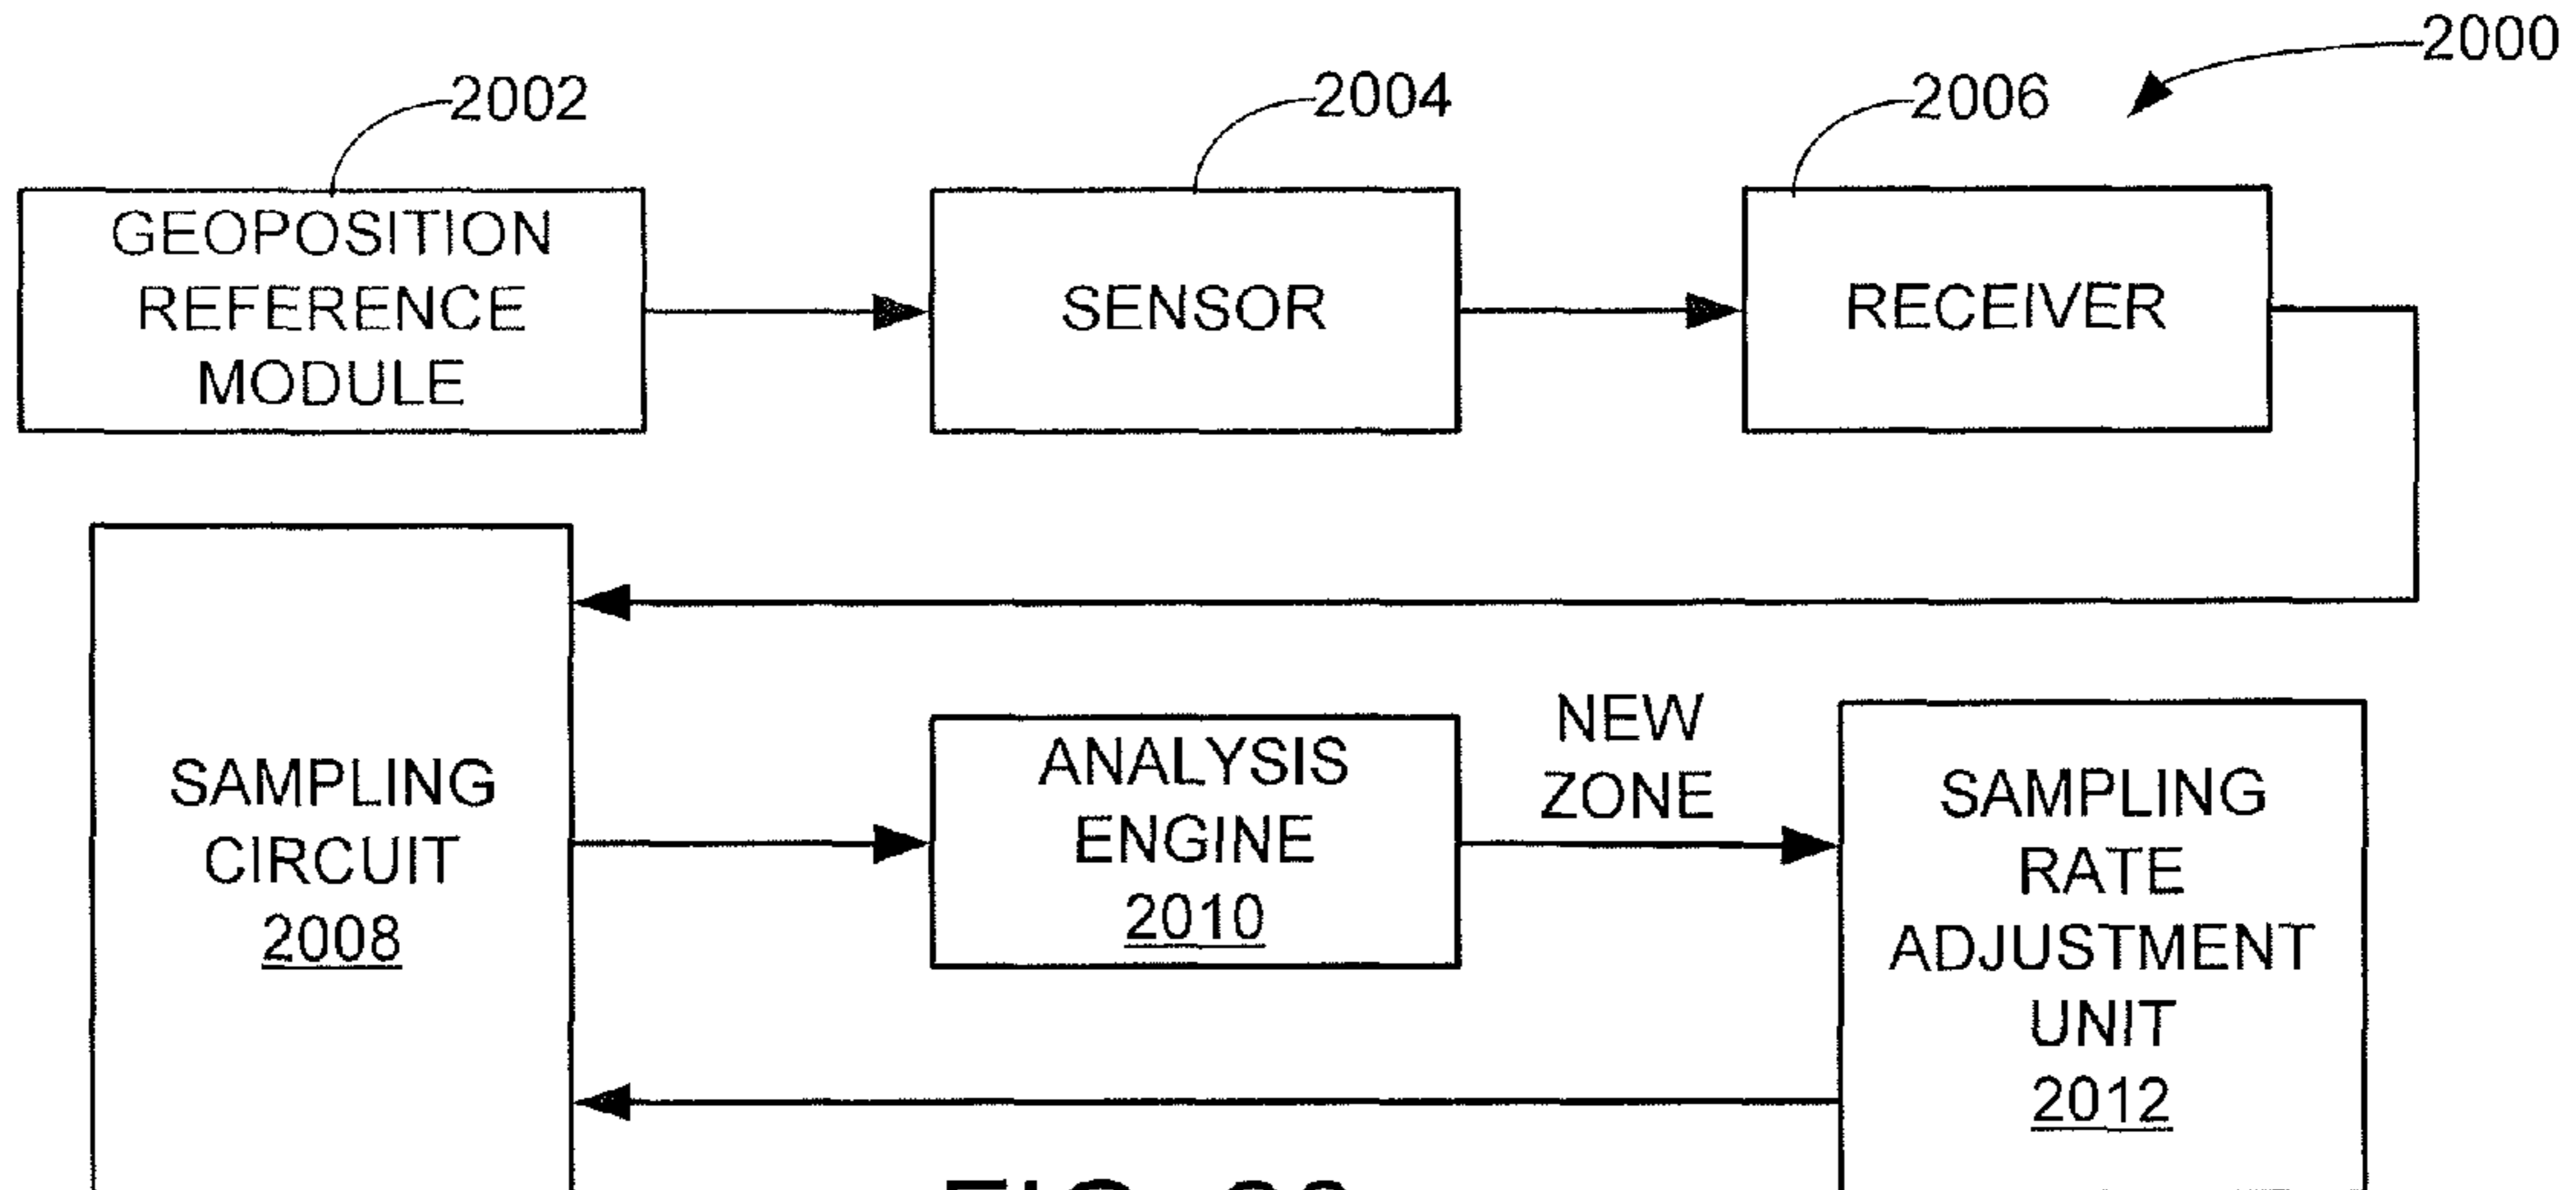 2000
2002
2004
2006
GEOPOSITION
REFERENCE
MODULE
SENSOR
RECEIVER
SAMPLING
CIRCUIT
2008
ANALYSIS
ENGINE
2010
NEW
ZONE
SAMPLING
RATE
ADJUSTMENT
UNIT
2012